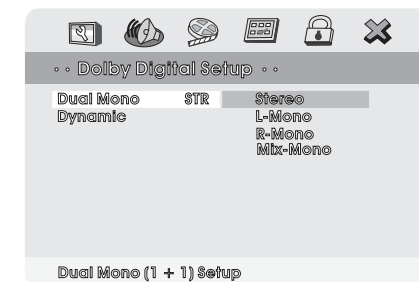 ·· Dolby Digital Setup ··
Dual Mono STR Stereo
Dynamic L-Mono
R-Mono
Mix-Mono
Dual Mono (1 + 1) Setup